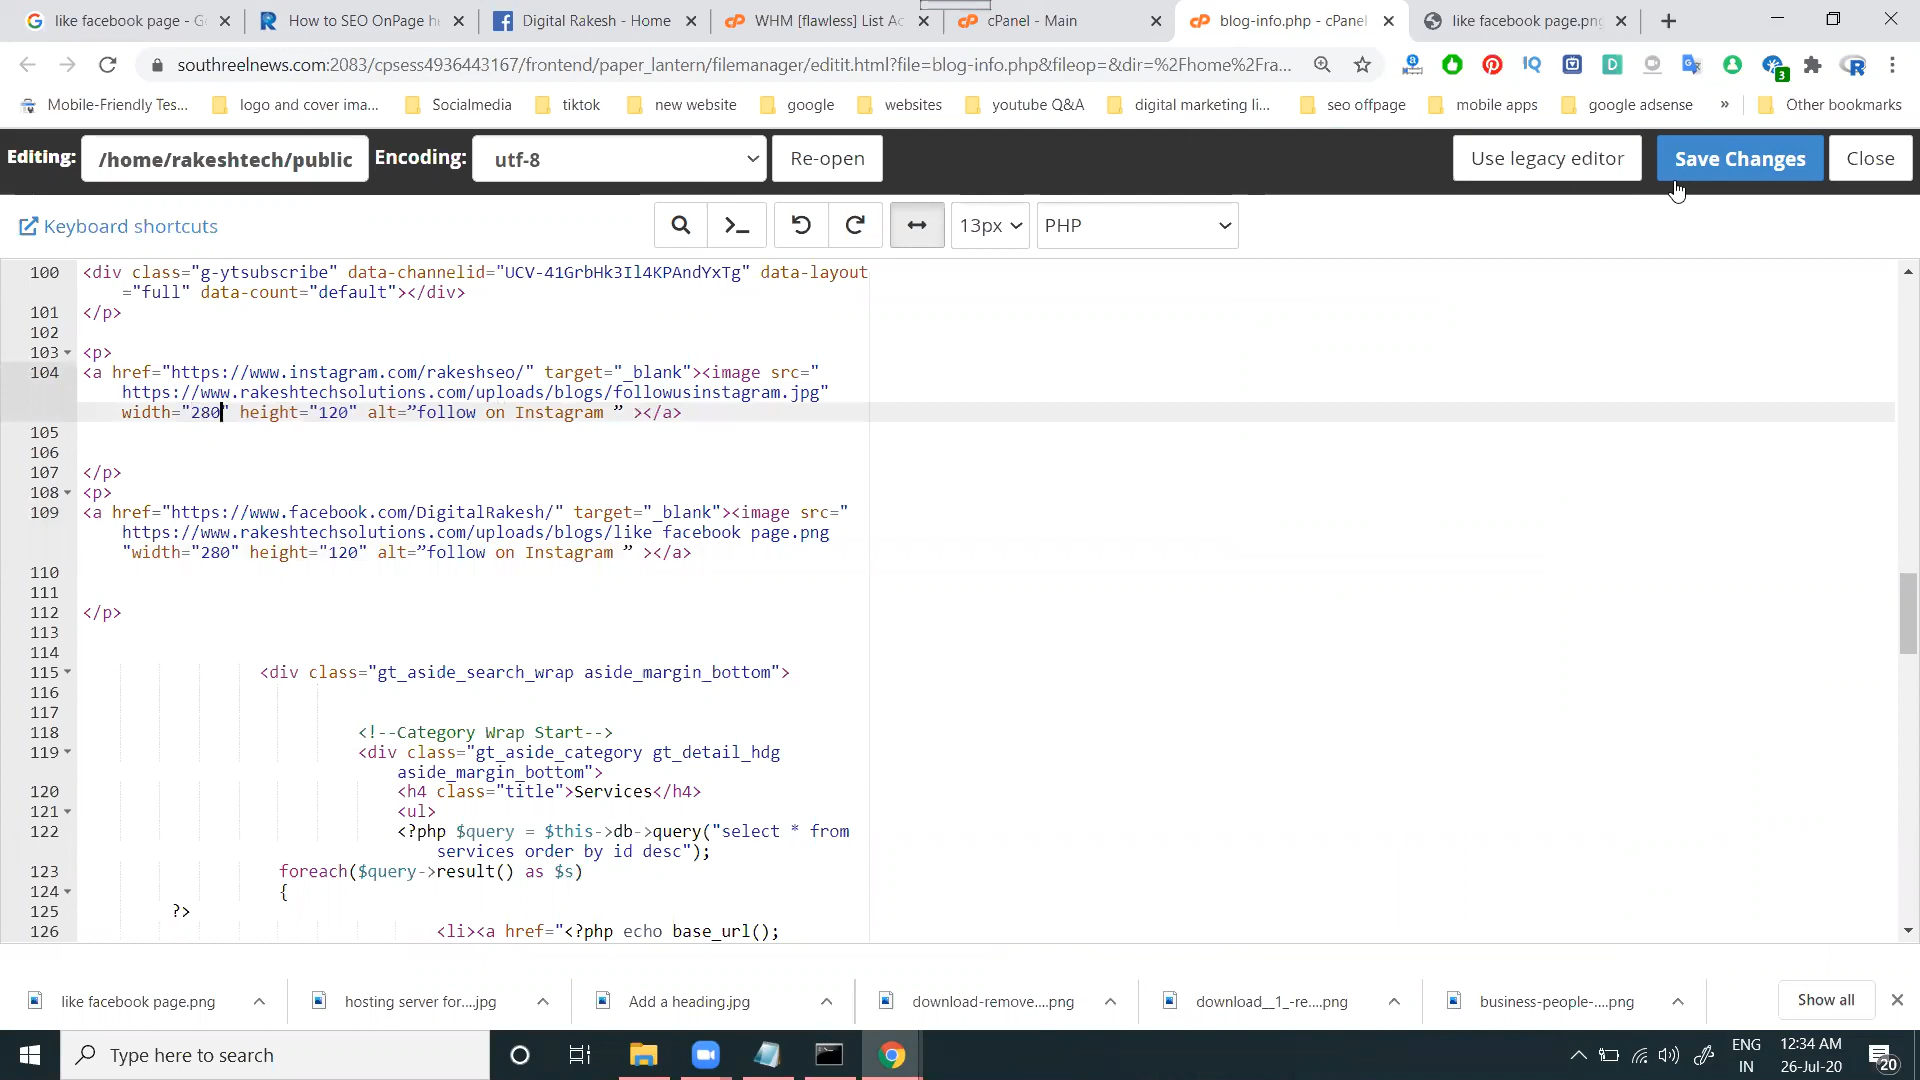 like facebook page - G
How to SEO OnPage h
Digital Rakesh - Home
WHM [flawless] List Ac
cPanel - Main
blog-info.php - cPanel
like facebook page.png
southreelnews.com:2083/cpsess4936443167/frontend/paper_lantern/filemanager/editit.html?file=blog-info.php&fileop=&dir=%2Fhome%2Fra...
3
Mobile-Friendly Tes...
logo and cover ima...
Socialmedia
tiktok
new website
google
websites
youtube Q&A
digital marketing li...
seo offpage
mobile apps
google adsense
»
Other bookmarks
Editing:
/home/rakeshtech/public
Encoding:
utf-8
Re-open
Use legacy editor
Save Changes
Close
Keyboard shortcuts
13px
PHP
100 <div class="g-ytsubscribe" data-channelid="UCV-41GrbHk3Il4KPAndYxTg" data-layout
="full" data-count="default"></div>
101 </p>
102
103 <p>
104 <a href="https://www.instagram.com/rakeshseo/" target="_blank"><image src="
https://www.rakeshtechsolutions.com/uploads/blogs/followusinstagram.jpg"
width="280" height="120" alt=”follow on Instagram ” ></a>
105
106
107 </p>
108 <p>
109 <a href="https://www.facebook.com/DigitalRakesh/" target="_blank"><image src="
https://www.rakeshtechsolutions.com/uploads/blogs/like facebook page.png
"width="280" height="120" alt=”follow on Instagram ” ></a>
110
111
112 </p>
113
114
115 <div class="gt_aside_search_wrap aside_margin_bottom">
116
117
118 <!--Category Wrap Start-->
119 <div class="gt_aside_category gt_detail_hdg
aside_margin_bottom">
120 <h4 class="title">Services</h4>
121 <ul>
122 <?php $query = $this->db->query("select * from
services order by id desc");
123 foreach($query->result() as $s)
124 {
125 ?>
126 <li><a href="<?php echo base_url();
like facebook page.png
hosting server for....jpg
Add a heading.jpg
download-remove....png
download__1_-re....png
business-people-....png
Show all
Type here to search
ENG
IN
12:34 AM
26-Jul-20
20